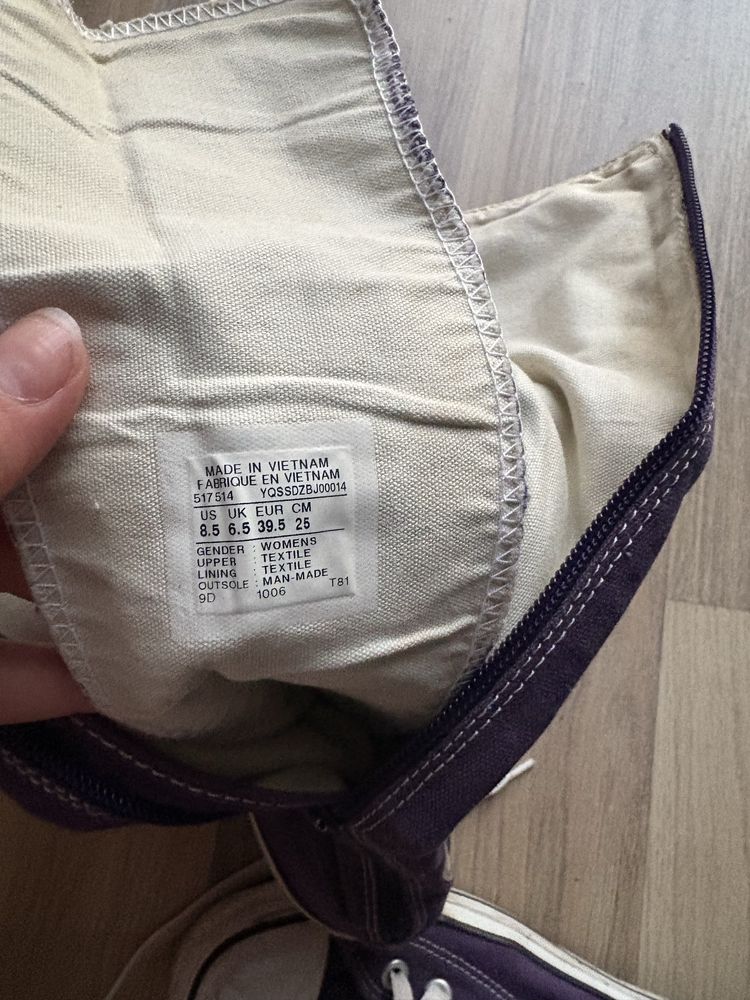 MADE IN VIETNAM
FABRIQUE EN VIETNAM
517514 YQSSDZBJ00014
US UK EUR CM
8.5 6.5 39.5 25
GENDER : WOMENS
UPPER : TEXTILE
LINING : TEXTILE
OUTSOLE : MAN-MADE
9D 1006 T81